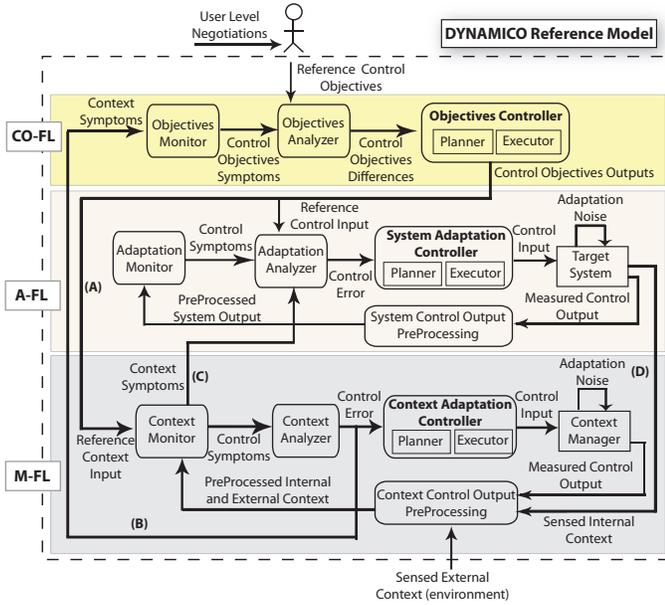 User Level
Negotiations
DYNAMICO Reference Model
Reference Control
Objectives
CO-FL
Context
Symptoms
Objectives
Monitor
Control
Objectives
Symptoms
Objectives
Analyzer
Control
Objectives
Differences
Objectives Controller
Planner
Executor
Control Objectives Outputs
A-FL
(A)
Reference
Control Input
Adaptation
Monitor
Control
Symptoms
Adaptation
Analyzer
Control
Error
System Adaptation
Controller
Planner
Executor
Control
Input
Adaptation
Noise
Target
System
Measured Control
Output
PreProcessed
System Output
System Control Output
PreProcessing
(D)
Context
Symptoms
(C)
M-FL
Reference
Context
Input
Context
Monitor
Control
Symptoms
Context
Analyzer
Control
Error
Context Adaptation
Controller
Planner
Executor
Control
Input
Adaptation
Noise
Context
Manager
Measured Control
Output
PreProcessed Internal
and External Context
Context Control Output
PreProcessing
Sensed Internal
Context
(B)
Sensed External
Context (environment)